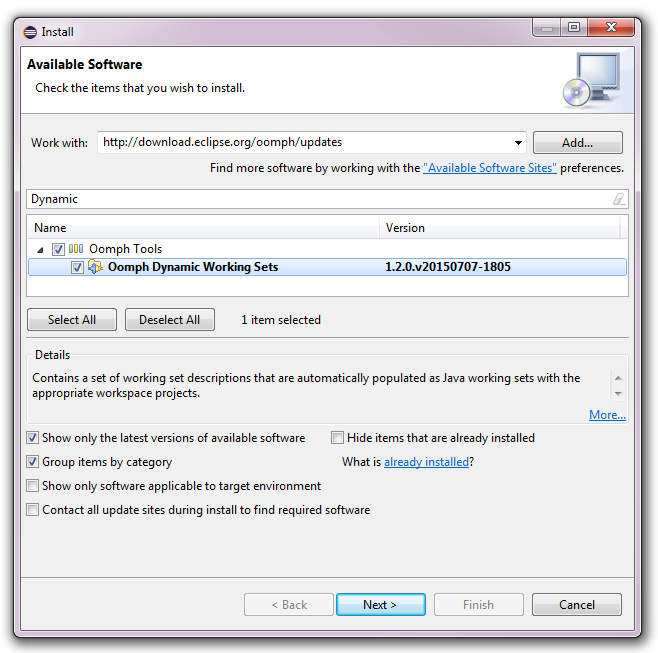 Install
Available Software
Check the items that you wish to install.
Work with: http://download.eclipse.org/oomph/updates Add...
Find more software by working with the "Available Software Sites" preferences.
Dynamic
Name Version
Oomph Tools
Oomph Dynamic Working Sets 1.2.0.v20150707-1805
Select All Deselect All 1 item selected
Details
Contains a set of working set descriptions that are automatically populated as Java working sets with the
appropriate workspace projects.
More...
Show only the latest versions of available software Hide items that are already installed
Group items by category What is already installed?
Show only software applicable to target environment
Contact all update sites during install to find required software
< Back Next > Finish Cancel